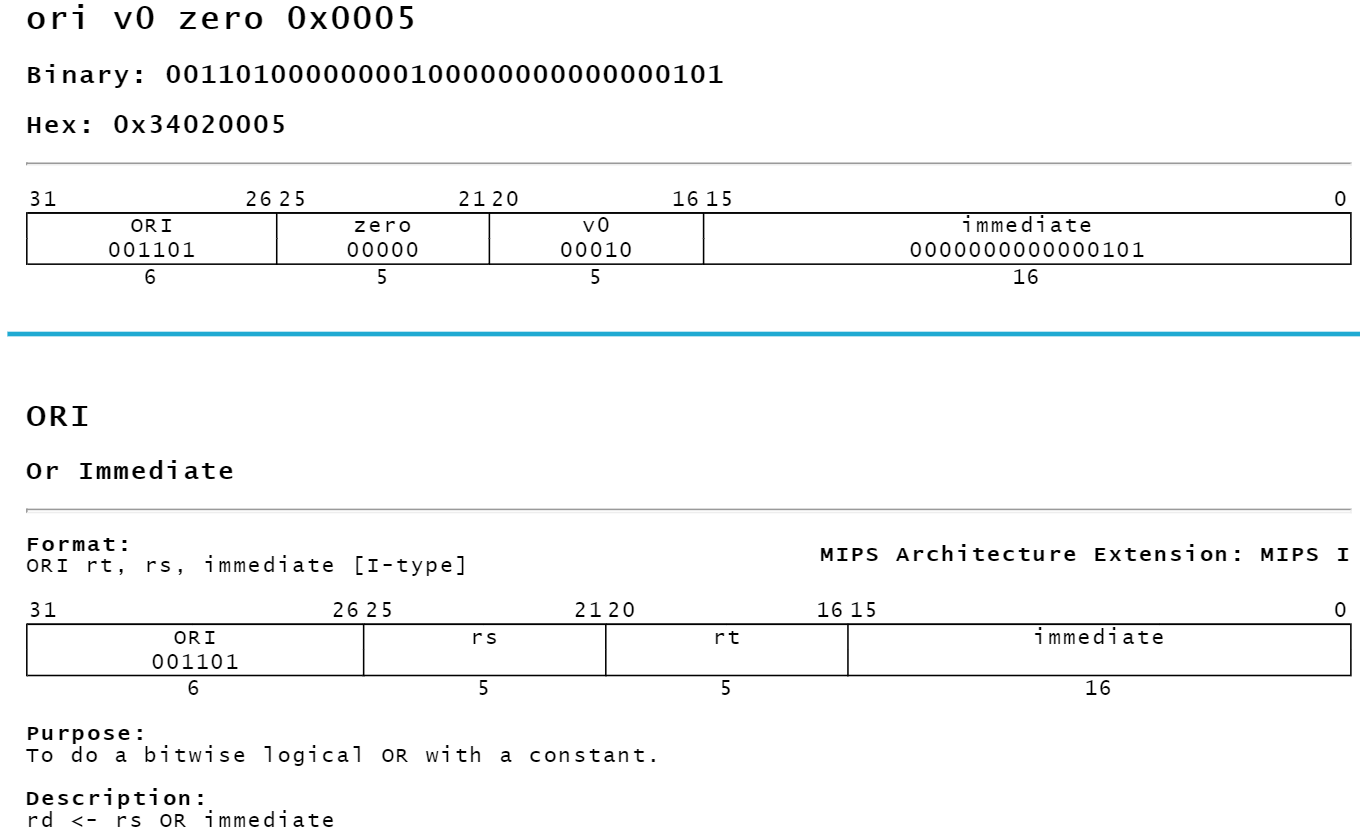 ori v0 zero 0x0005
Binary: 00110100000000100000000000000101
Hex: 0x34020005
31 26 25 21 20 16 15 0
ORI zero v0 immediate
001101 00000 00010 0000000000000101
6 5 5 16
ORI
Or Immediate
Format:
ORI rt, rs, immediate [I-type]
MIPS Architecture Extension: MIPS I
31 26 25 21 20 16 15 0
ORI rs rt immediate
001101
6 5 5 16
Purpose:
To do a bitwise logical OR with a constant.
Description:
rd <- rs OR immediate